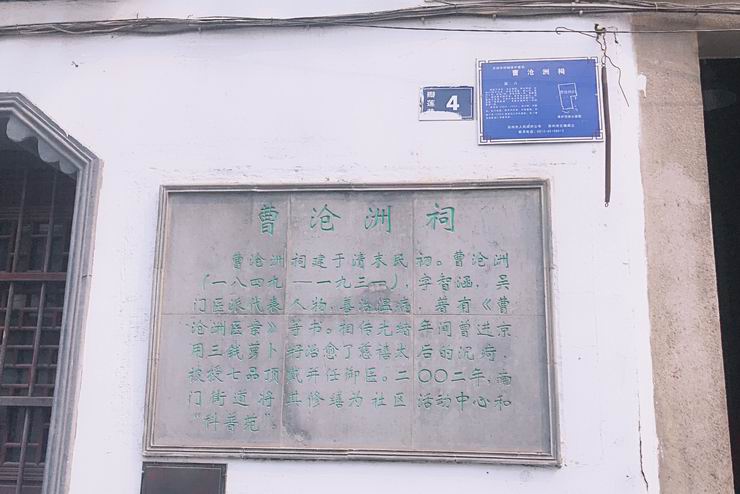 曹沧洲祠
4
曹沧洲祠
曹沧洲祠建于清末民初。曹沧洲
（一八四九——一九三一），字智涵，吴
门医派代表人物，善治温病，著有《曹
沧洲医案》等书。相传光绪年间曾进京
用三钱萝卜籽治愈了慈禧太后的沉疴，
被授七品顶戴并任御医。二〇〇二年，南
门街道将其修缮为社区活动中心和
“科普苑”。